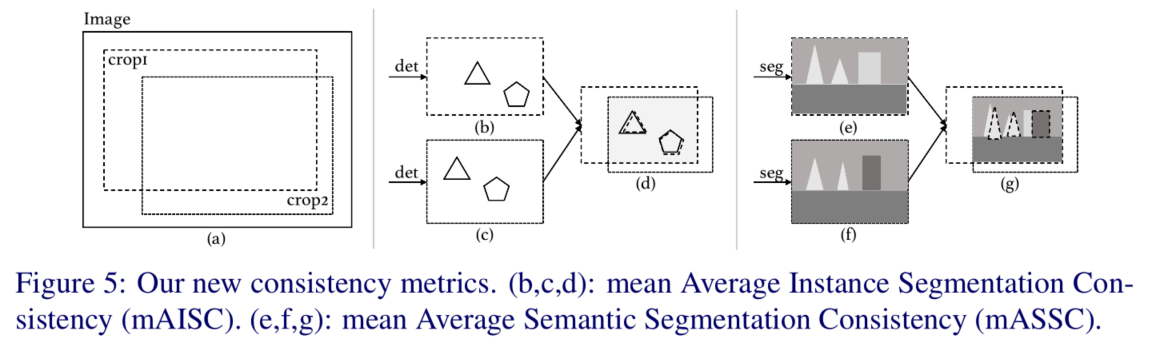 Image
crop1
crop2
(a)
det
(b)
det
(c)
(d)
seg
(e)
seg
(f)
(g)
Figure 5: Our new consistency metrics. (b,c,d): mean Average Instance Segmentation Con-
sistency (mAISC). (e,f,g): mean Average Semantic Segmentation Consistency (mASSC).